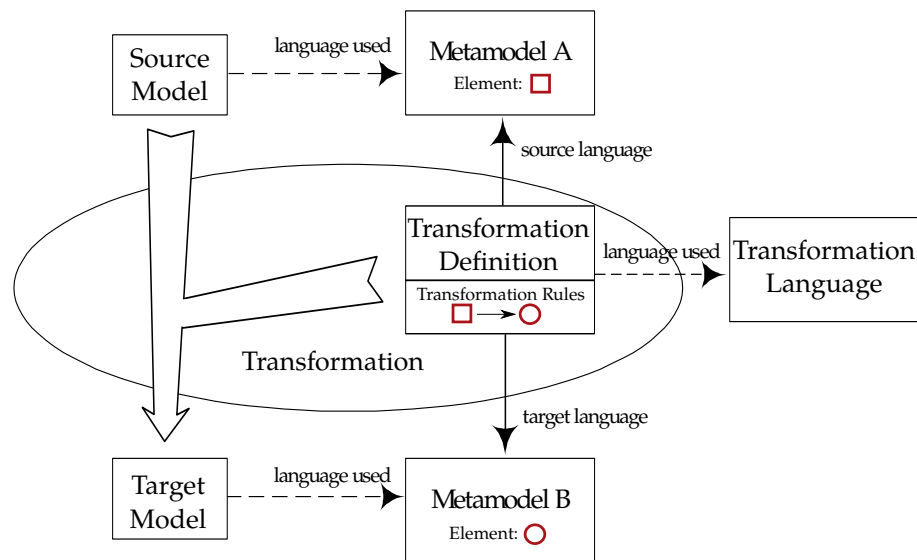 Source
Model
language used
Metamodel A
Element:
source language
Transformation
Definition
Transformation Rules
language used
Transformation
Language
Transformation
target language
Target
Model
language used
Metamodel B
Element: